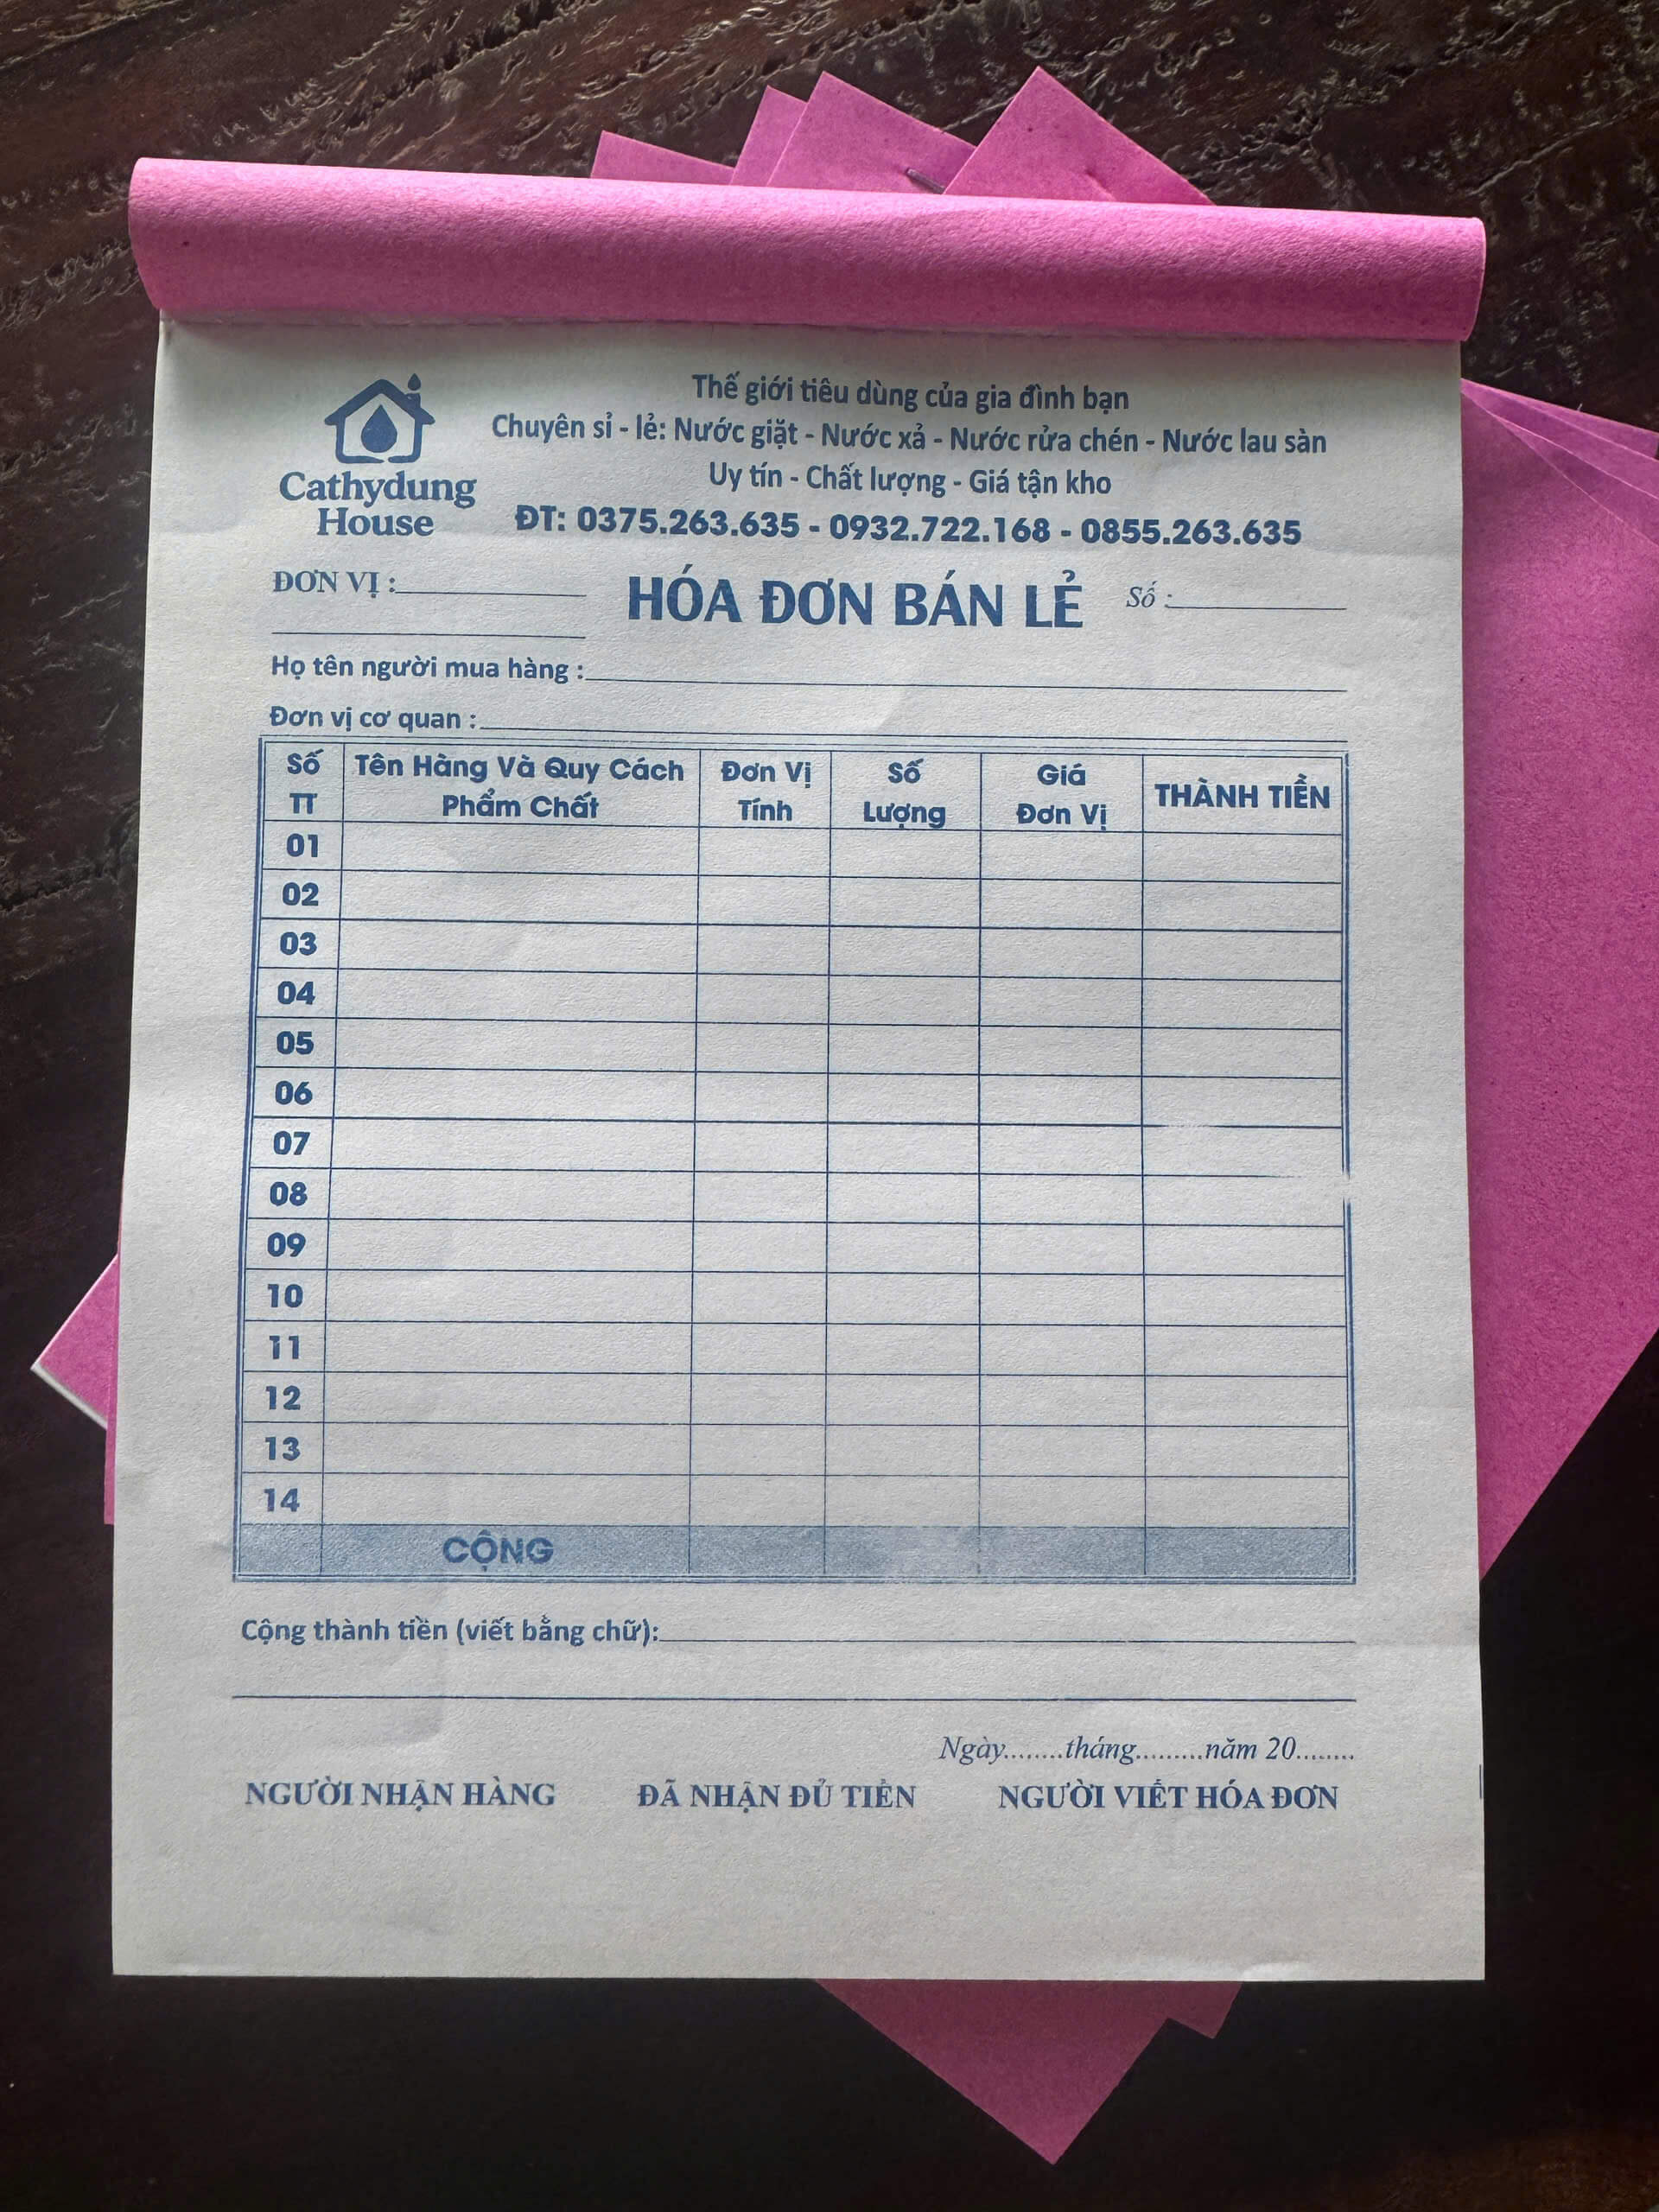 Cathydung
House
Thế giới tiêu dùng của gia đình bạn
Chuyên sỉ - lẻ: Nước giặt - Nước xả - Nước rửa chén - Nước lau sàn
Uy tín - Chất lượng - Giá tận kho
ĐT: 0375.263.635 - 0932.722.168 - 0855.263.635
ĐƠN VỊ :
HÓA ĐƠN BÁN LẺ
Số :
Họ tên người mua hàng :
Đơn vị cơ quan :
Số TT Tên Hàng Và Quy Cách Phẩm Chất Đơn Vị Tính Số Lượng Giá Đơn Vị THÀNH TIỀN
01
02
03
04
05
06
07
08
09
10
11
12
13
14
CỘNG
Cộng thành tiền (viết bằng chữ):
Ngày........tháng.........năm 20........
NGƯỜI NHẬN HÀNG ĐÃ NHẬN ĐỦ TIỀN NGƯỜI VIẾT HÓA ĐƠN